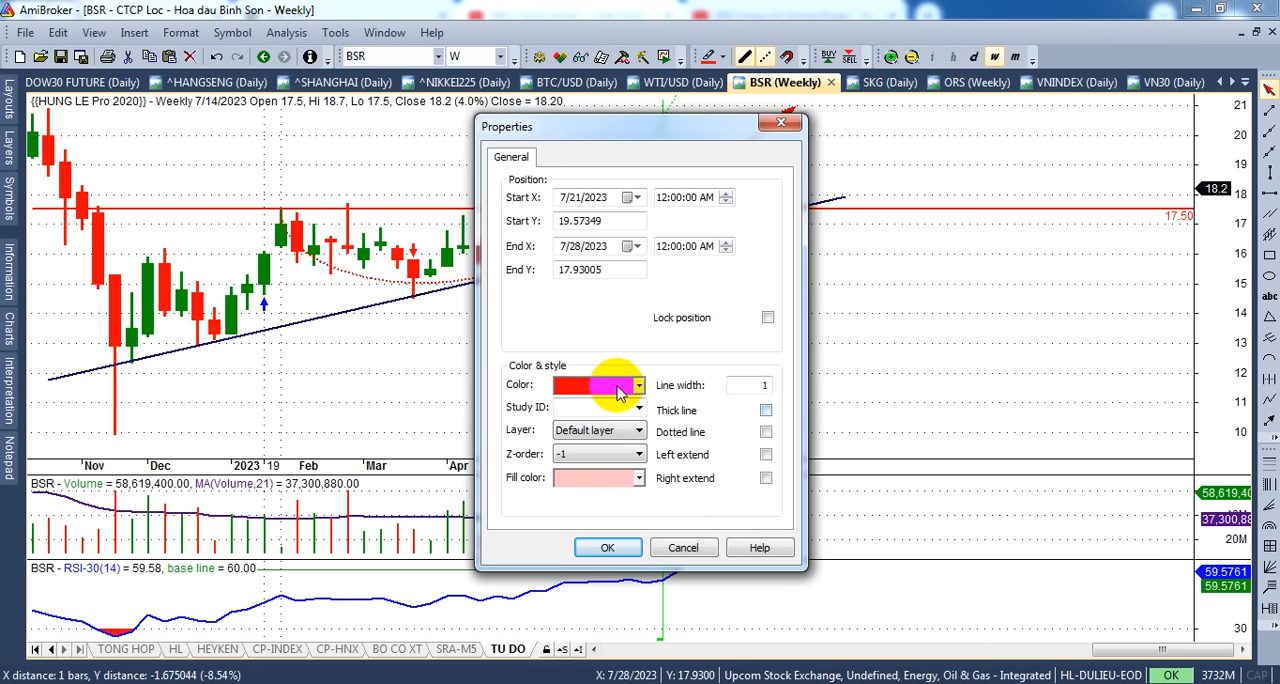 AmiBroker - [BSR - CTCP Loc - Hoa dau Binh Son - Weekly]
File Edit View Insert Format Symbol Analysis Tools Window Help
BSR W BUY SELL i h d w m
DOW30 FUTURE (Daily) ^HANGSENG (Daily) ^SHANGHAI (Daily) ^NIKKEI225 (Daily) BTC/USD (Daily) WTI/USD (Daily) BSR (Weekly) SKG (Daily) ORS (Weekly) VNINDEX (Daily) VN30 (Daily)
{{HUNG LE Pro 2020}} - Weekly 7/14/2023 Open 17.5, Hi 18.7, Lo 17.5, Close 18.2 (4.0%) Close = 18.20
Layouts
Layers
Symbols
Information
Charts
Interpretation
Notepad
Properties
General
Position:
Start X: 7/21/2023 12:00:00 AM
Start Y: 19.57349
End X: 7/28/2023 12:00:00 AM
End Y: 17.93005
Lock position
Color & style
Color: Line width: 1
Study ID: Thick line
Layer: Default layer Dotted line
Z-order: -1 Left extend
Fill color: Right extend
OK Cancel Help
21
20
19
18.2
18
17.50
17
16
15
14
13
12
11
10
abc
Nov Dec 2023 '19 Feb Mar Apr
BSR - Volume = 58,619,400.00, MA(Volume,21) = 37,300,880.00
58,619,40
37,300,88
20M
BSR - RSI-30(14) = 59.58, base line = 60.00
59.5761
59.5761
30
TONG HOP HL HEYKEN CP-INDEX CP-HNX BO CO XT SRA-M5 TU DO
X distance: 1 bars, Y distance: -1.675044 (-8.54%) X: 7/28/2023 Y: 17.9300 Upcom Stock Exchange, Undefined, Energy, Oil & Gas - Integrated HL-DULIEU-EOD OK 3732M CAP